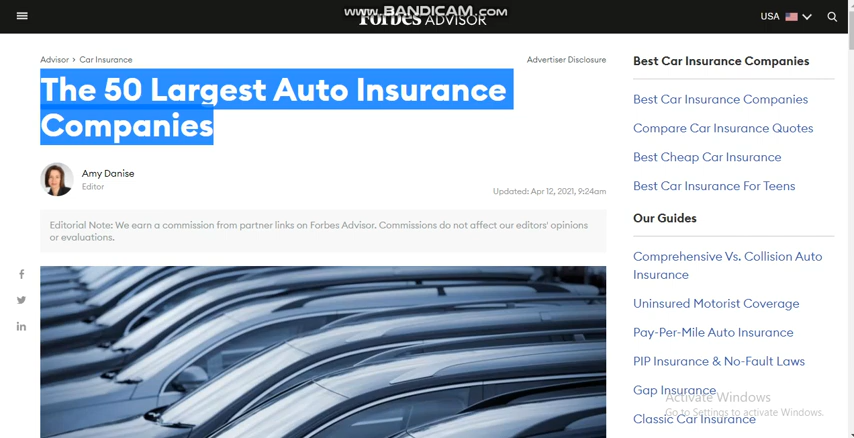 www.BANDICAM.com
Forbes ADVISOR
USA
Advisor › Car Insurance
Advertiser Disclosure
The 50 Largest Auto Insurance
Companies
Amy Danise
Editor
Updated: Apr 12, 2021, 9:24am
Editorial Note: We earn a commission from partner links on Forbes Advisor. Commissions do not affect our editors' opinions
or evaluations.
Best Car Insurance Companies
Best Car Insurance Companies
Compare Car Insurance Quotes
Best Cheap Car Insurance
Best Car Insurance For Teens
Our Guides
Comprehensive Vs. Collision Auto
Insurance
Uninsured Motorist Coverage
Pay-Per-Mile Auto Insurance
PIP Insurance & No-Fault Laws
Gap Insurance
Classic Car Insurance
Activate Windows
Go to Settings to activate Windows.